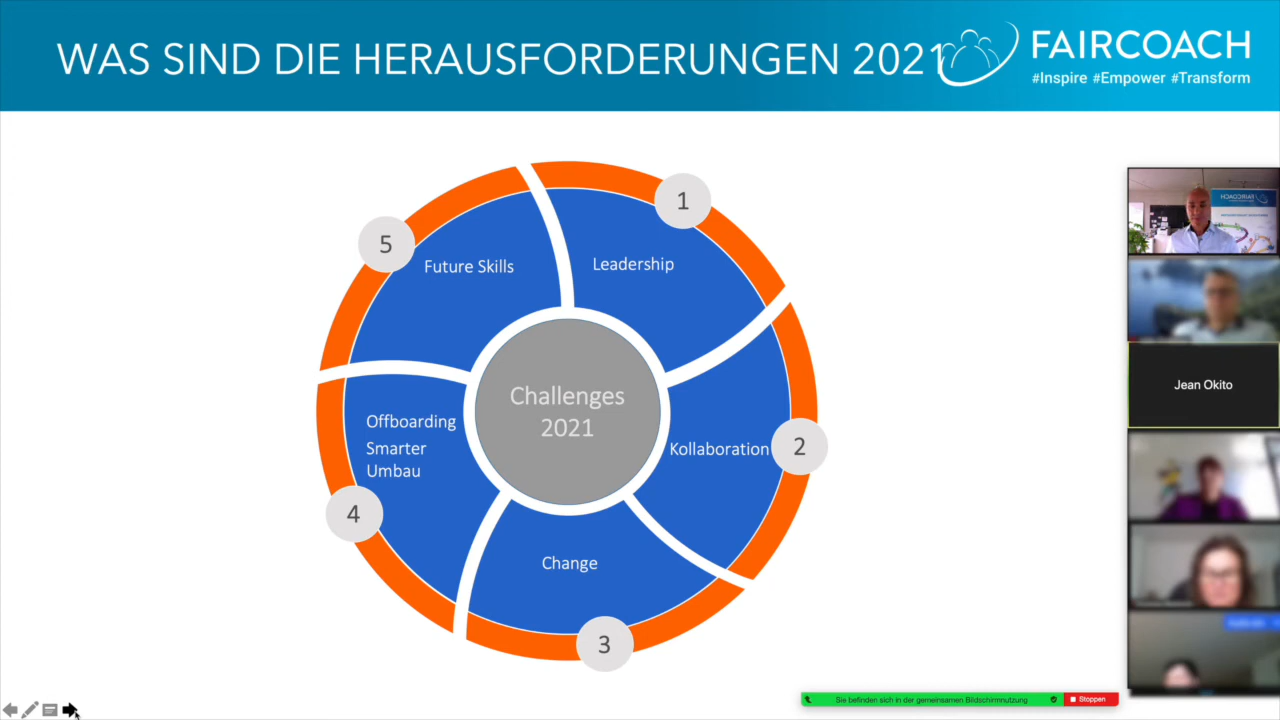 WAS SIND DIE HERAUSFORDERUNGEN 2021
FAIRCOACH
#Inspire #Empower #Transform
1
Leadership
5
Future Skills
Challenges
2021
Offboarding
Smarter
Umbau
Kollaboration
2
4
Change
3
FAIRCOACH
Jean Okito
Sie befinden sich in der gemeinsamen Bildschirmnutzung
Stoppen